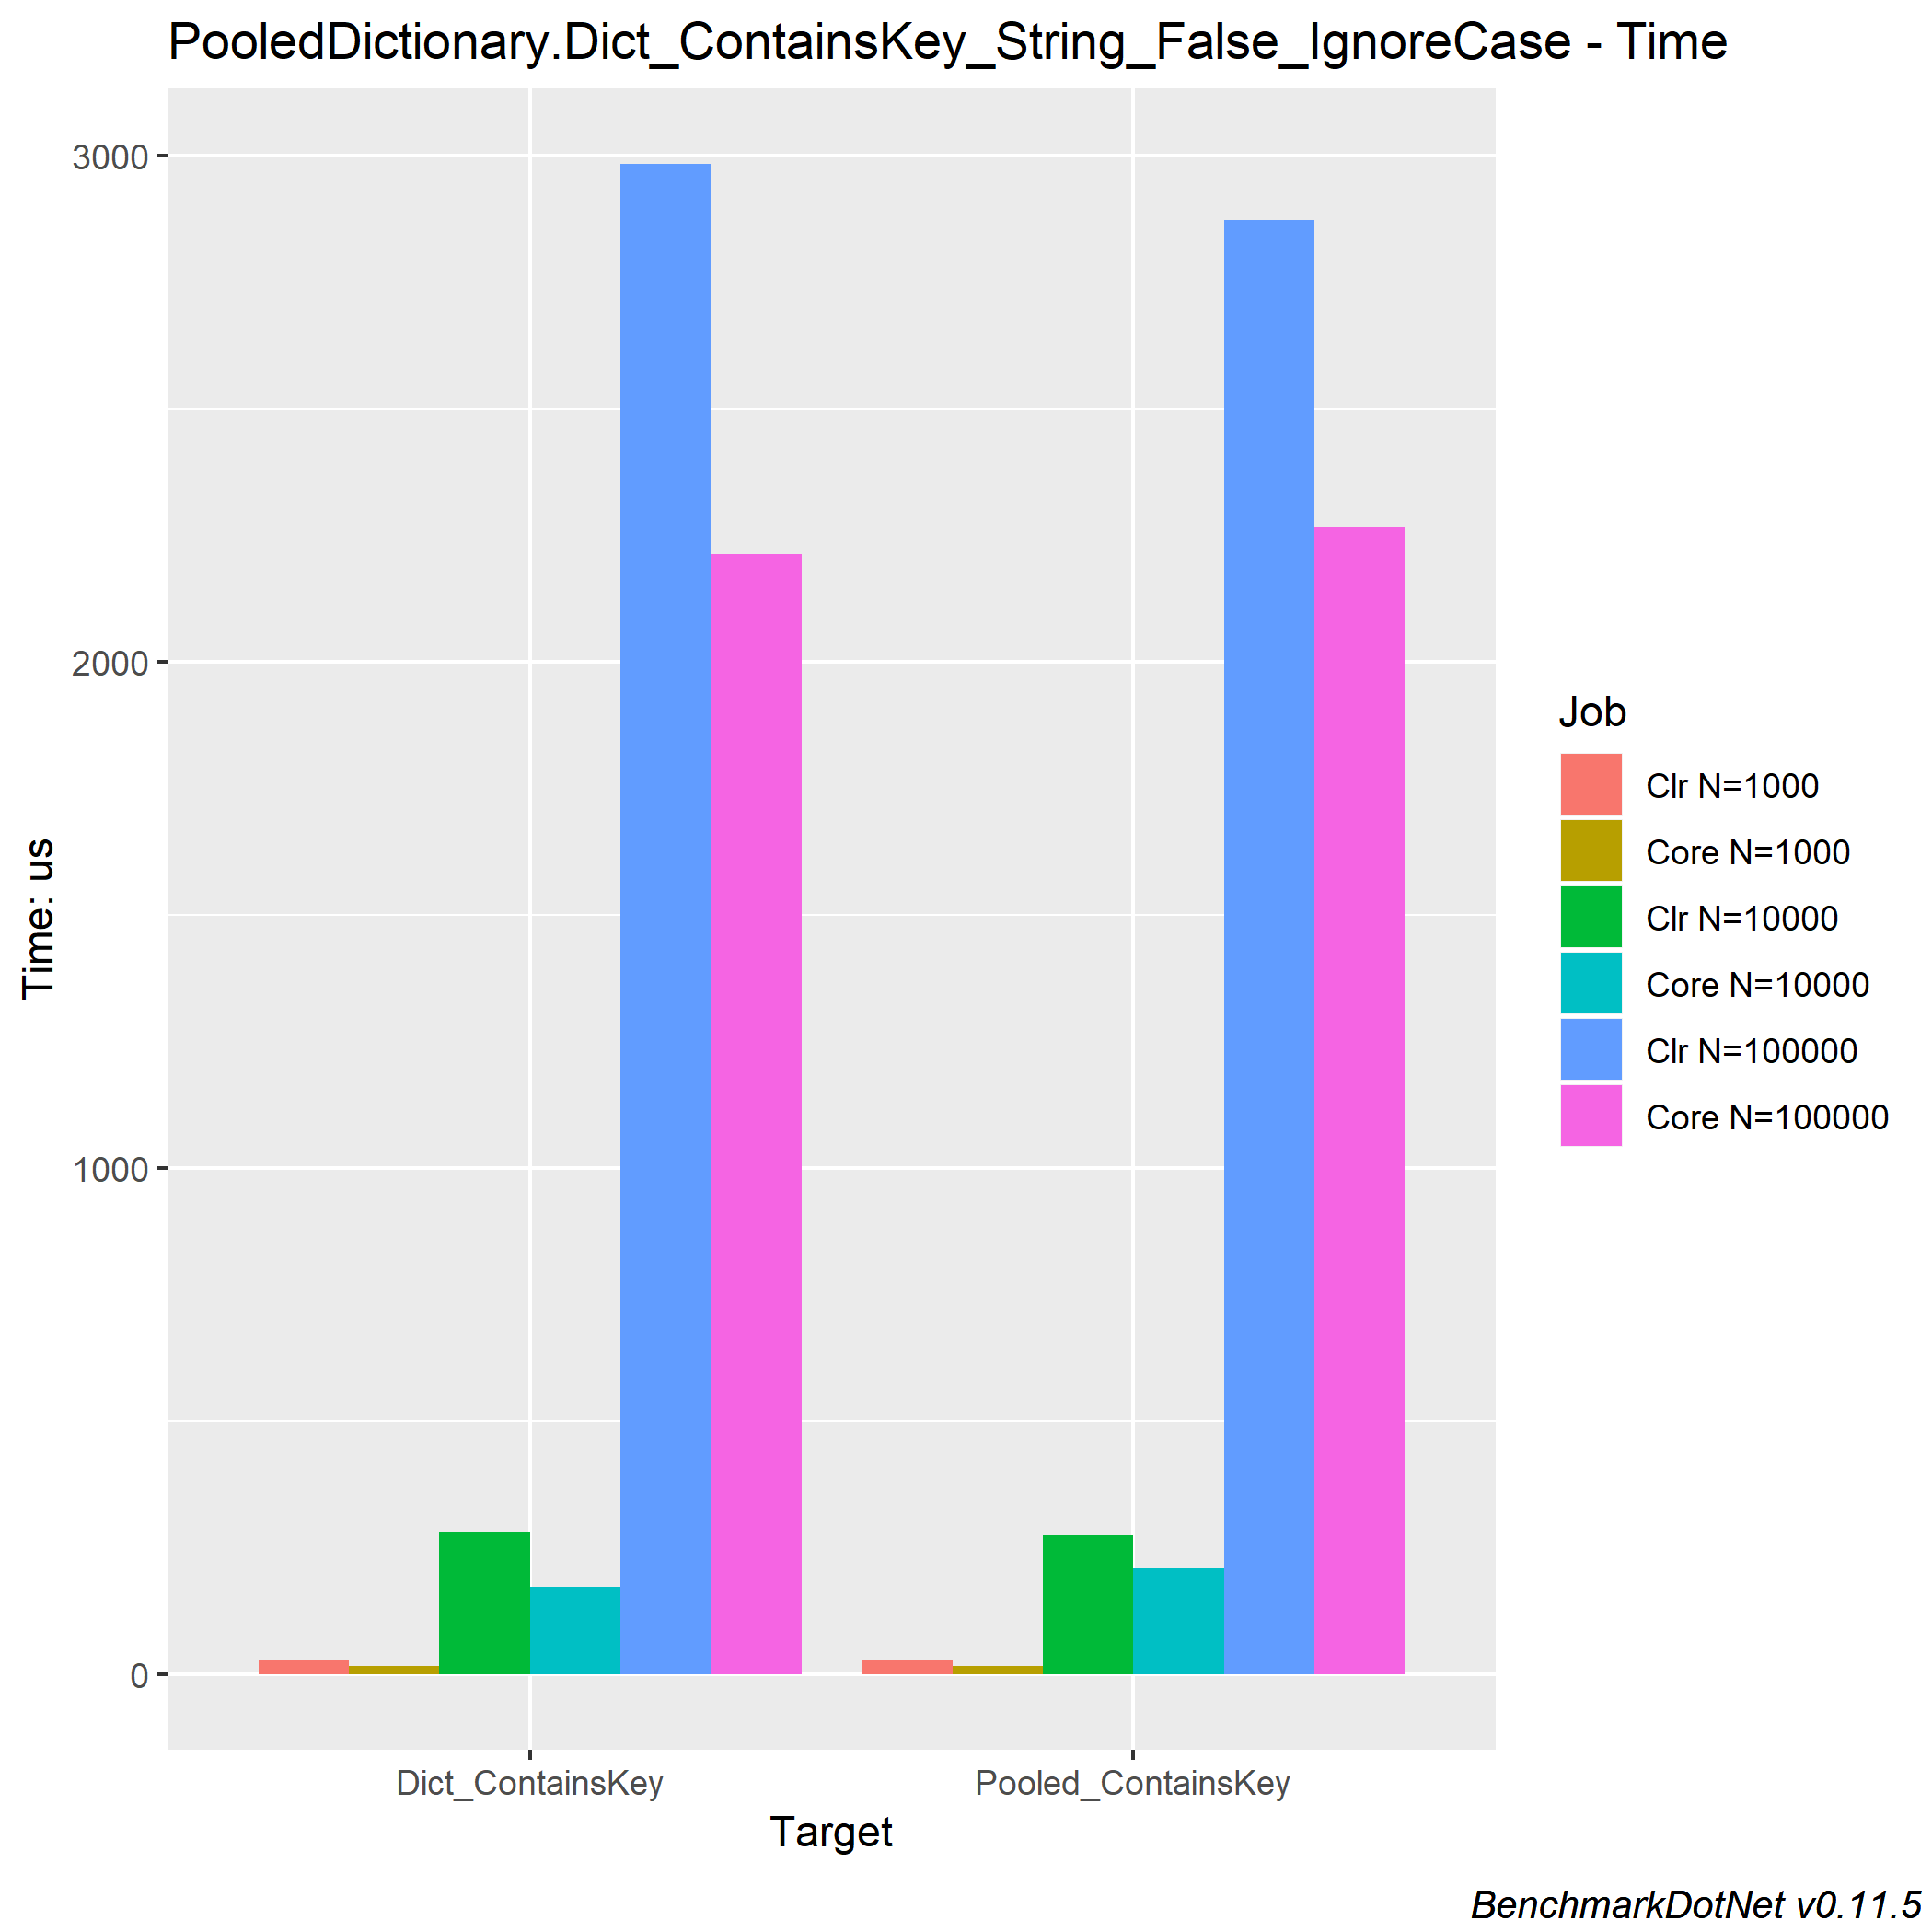 PooledDictionary.Dict_ContainsKey_String_False_IgnoreCase - Time
3000
2000
1000
0
Time: us
Dict_ContainsKey
Pooled_ContainsKey
Target
Job
Clr N=1000
Core N=1000
Clr N=10000
Core N=10000
Clr N=100000
Core N=100000
BenchmarkDotNet v0.11.5